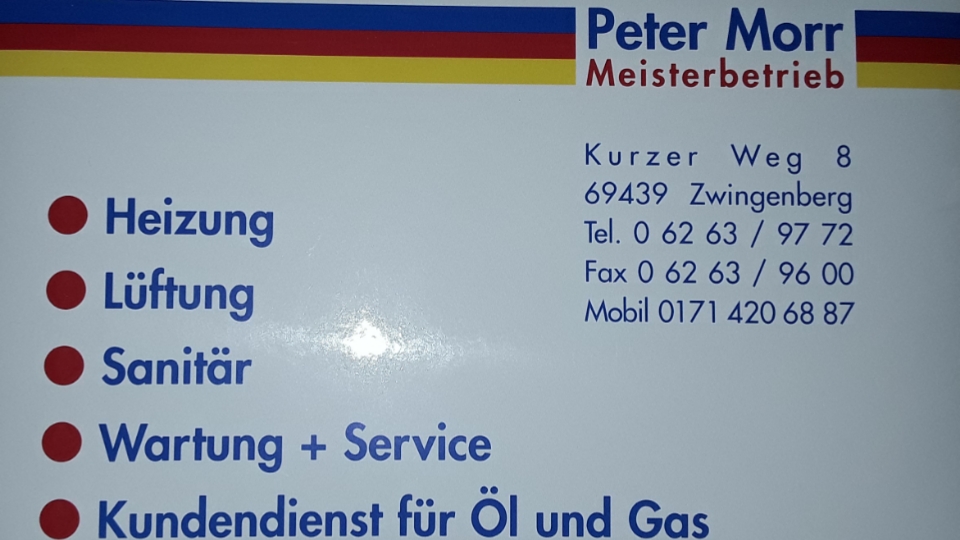 Peter Morr
Meisterbetrieb
Kurzer Weg 8
69439 Zwingenberg
Tel. 0 62 63 / 97 72
Fax 0 62 63 / 96 00
Mobil 0171 420 68 87
Heizung
Lüftung
Sanitär
Wartung + Service
Kundendienst für Öl und Gas